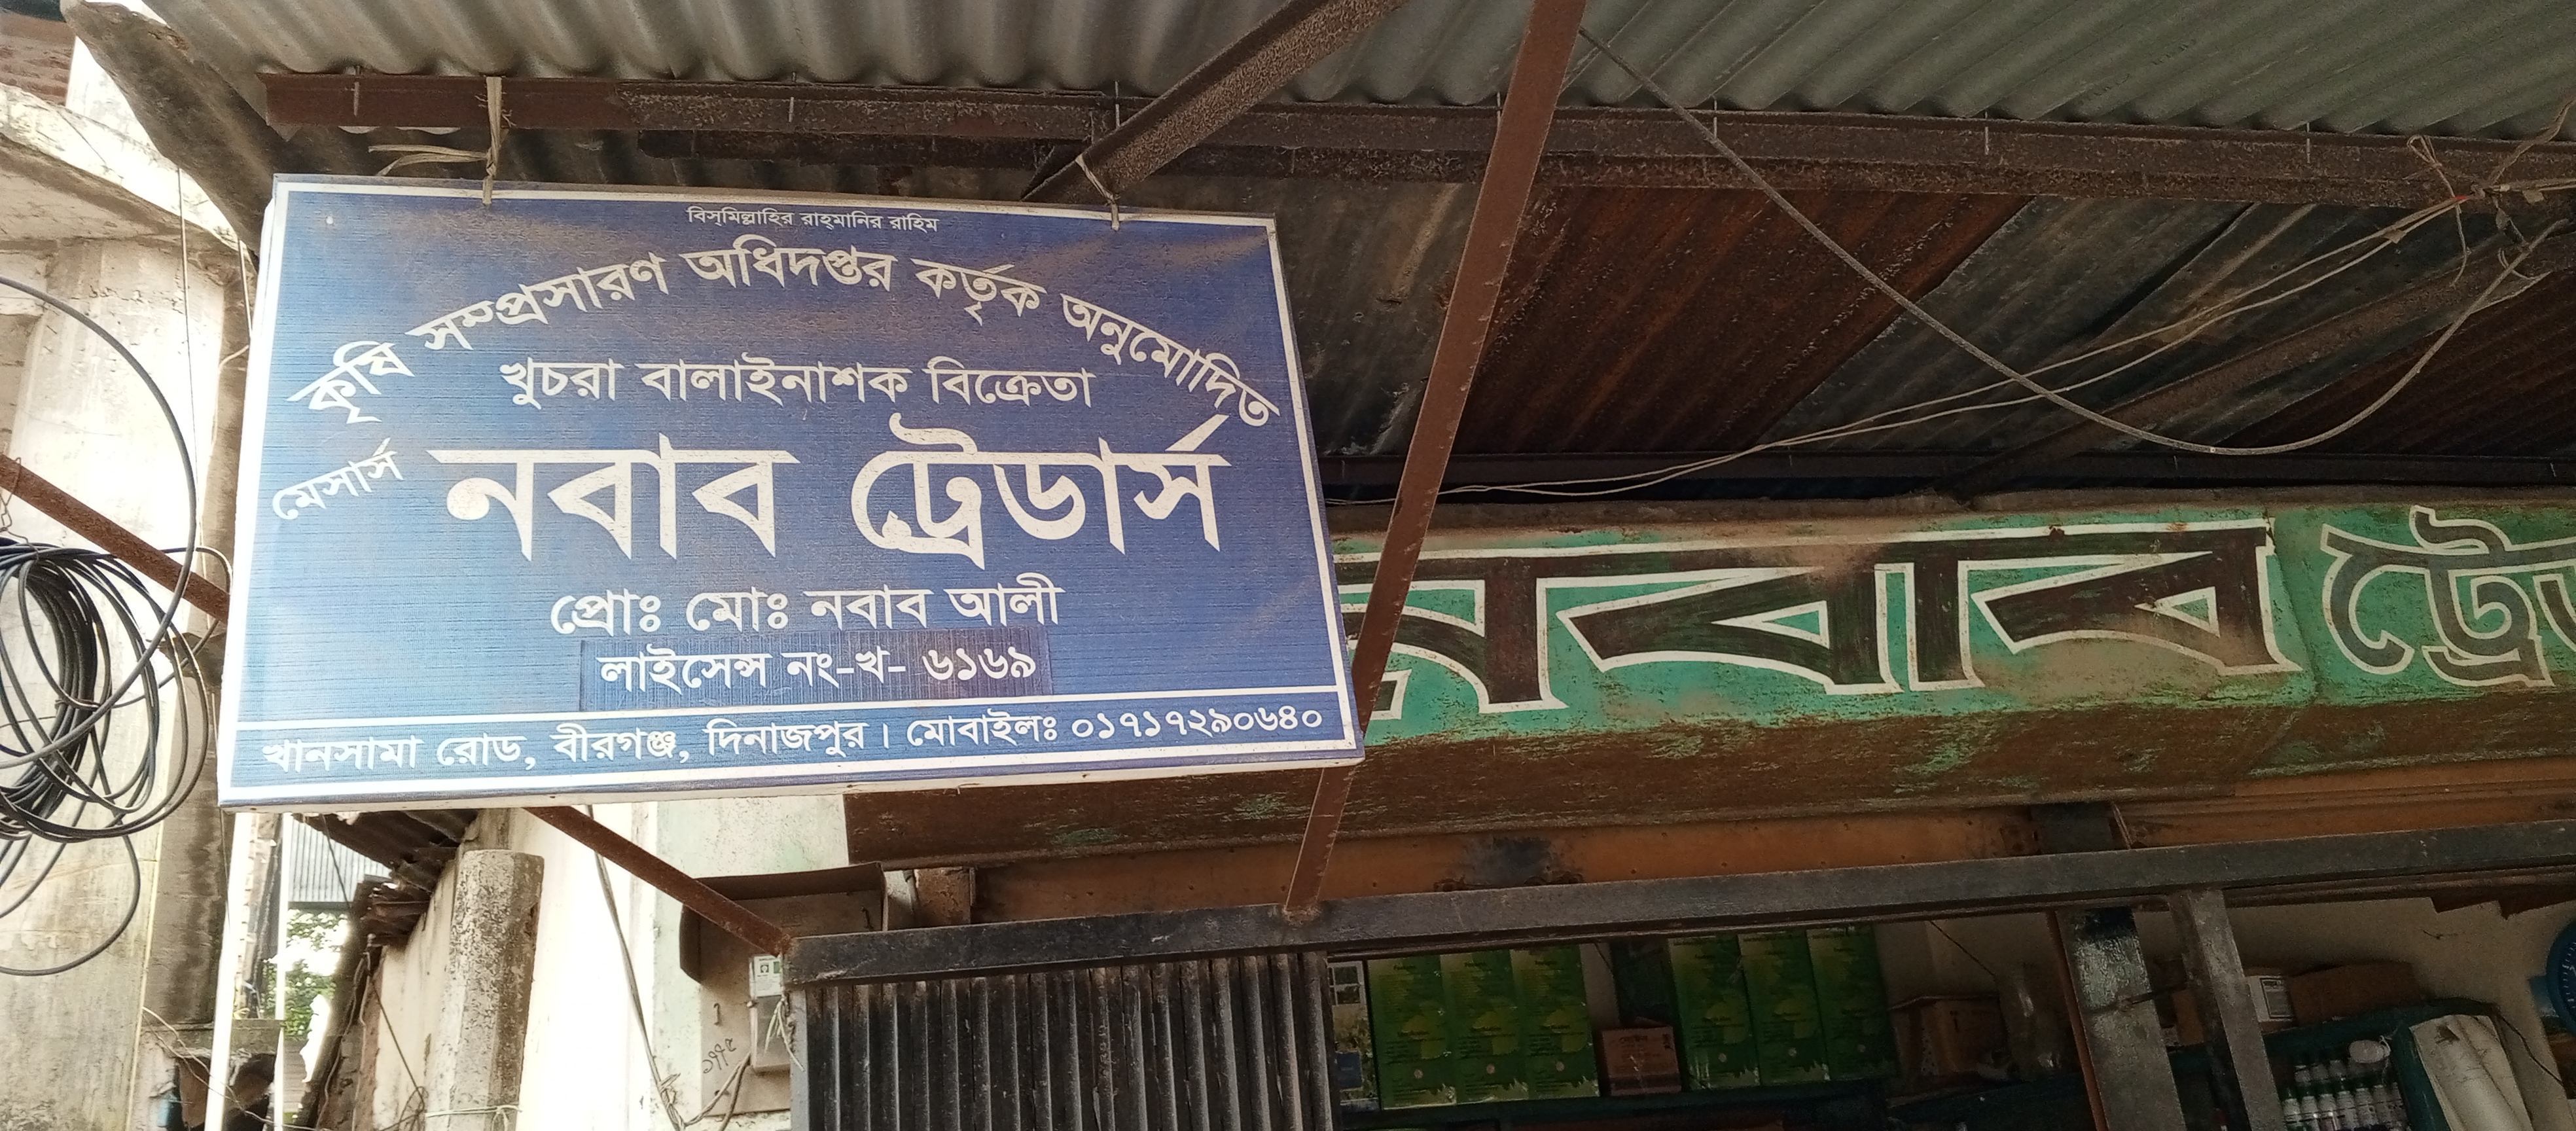 বিস্‌মিল্লাহির রাহ্‌মানির রাহিম
কৃষি সম্প্রসারণ অধিদপ্তর কর্তৃক অনুমোদিত
খুচরা বালাইনাশক বিক্রেতা
মেসার্স
নবাব ট্রেডার্স
প্রোঃ মোঃ নবাব আলী
লাইসেন্স নং-খ- ৬১৬৯
খানসামা রোড, বীরগঞ্জ, দিনাজপুর। মোবাইলঃ ০১৭১৭২৯০৬৪০
নবাব ট্রে